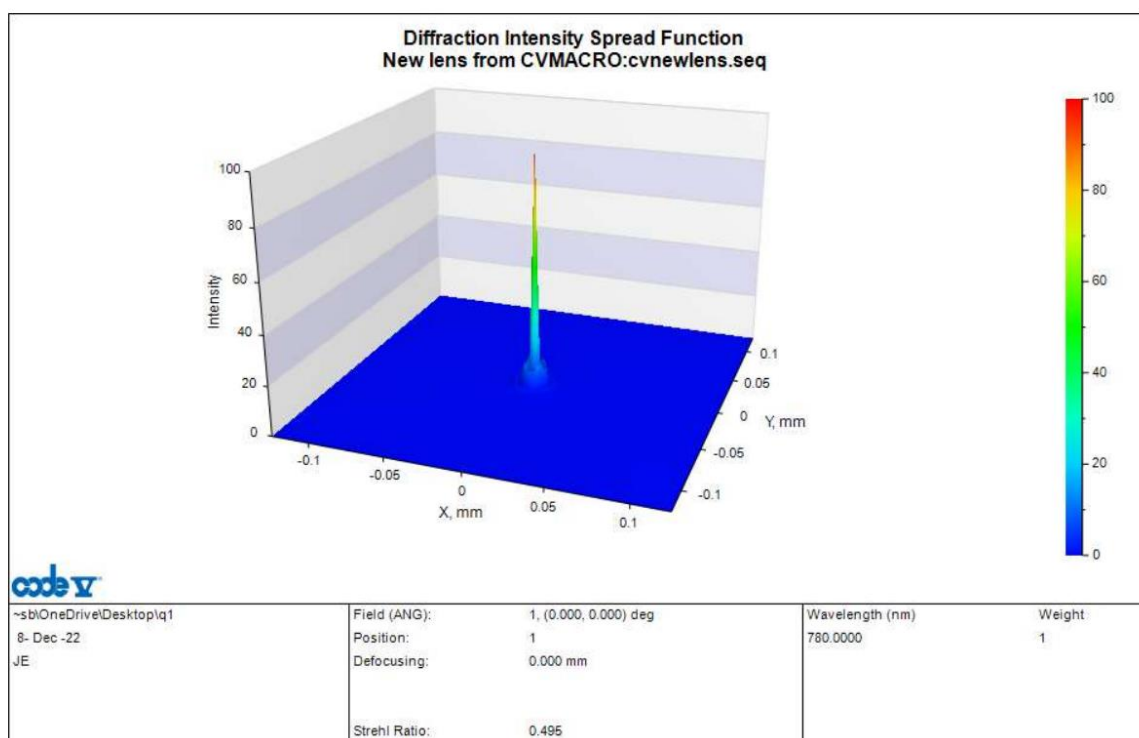 Diffraction Intensity Spread Function
New lens from CVMACRO:cvnewlens.seq
100
80
60
40
20
0
Intensity
-0.1
-0.05
0
0.05
0.1
X, mm
0.1
0.05
0
-0.05
-0.1
Y, mm
100
80
60
40
20
0
code V
~sb\OneDrive\Desktop\q1
8- Dec -22
JE
Field (ANG): 1, (0.000, 0.000) deg
Position: 1
Defocusing: 0.000 mm
Strehl Ratio: 0.495
Wavelength (nm) Weight
780.0000 1